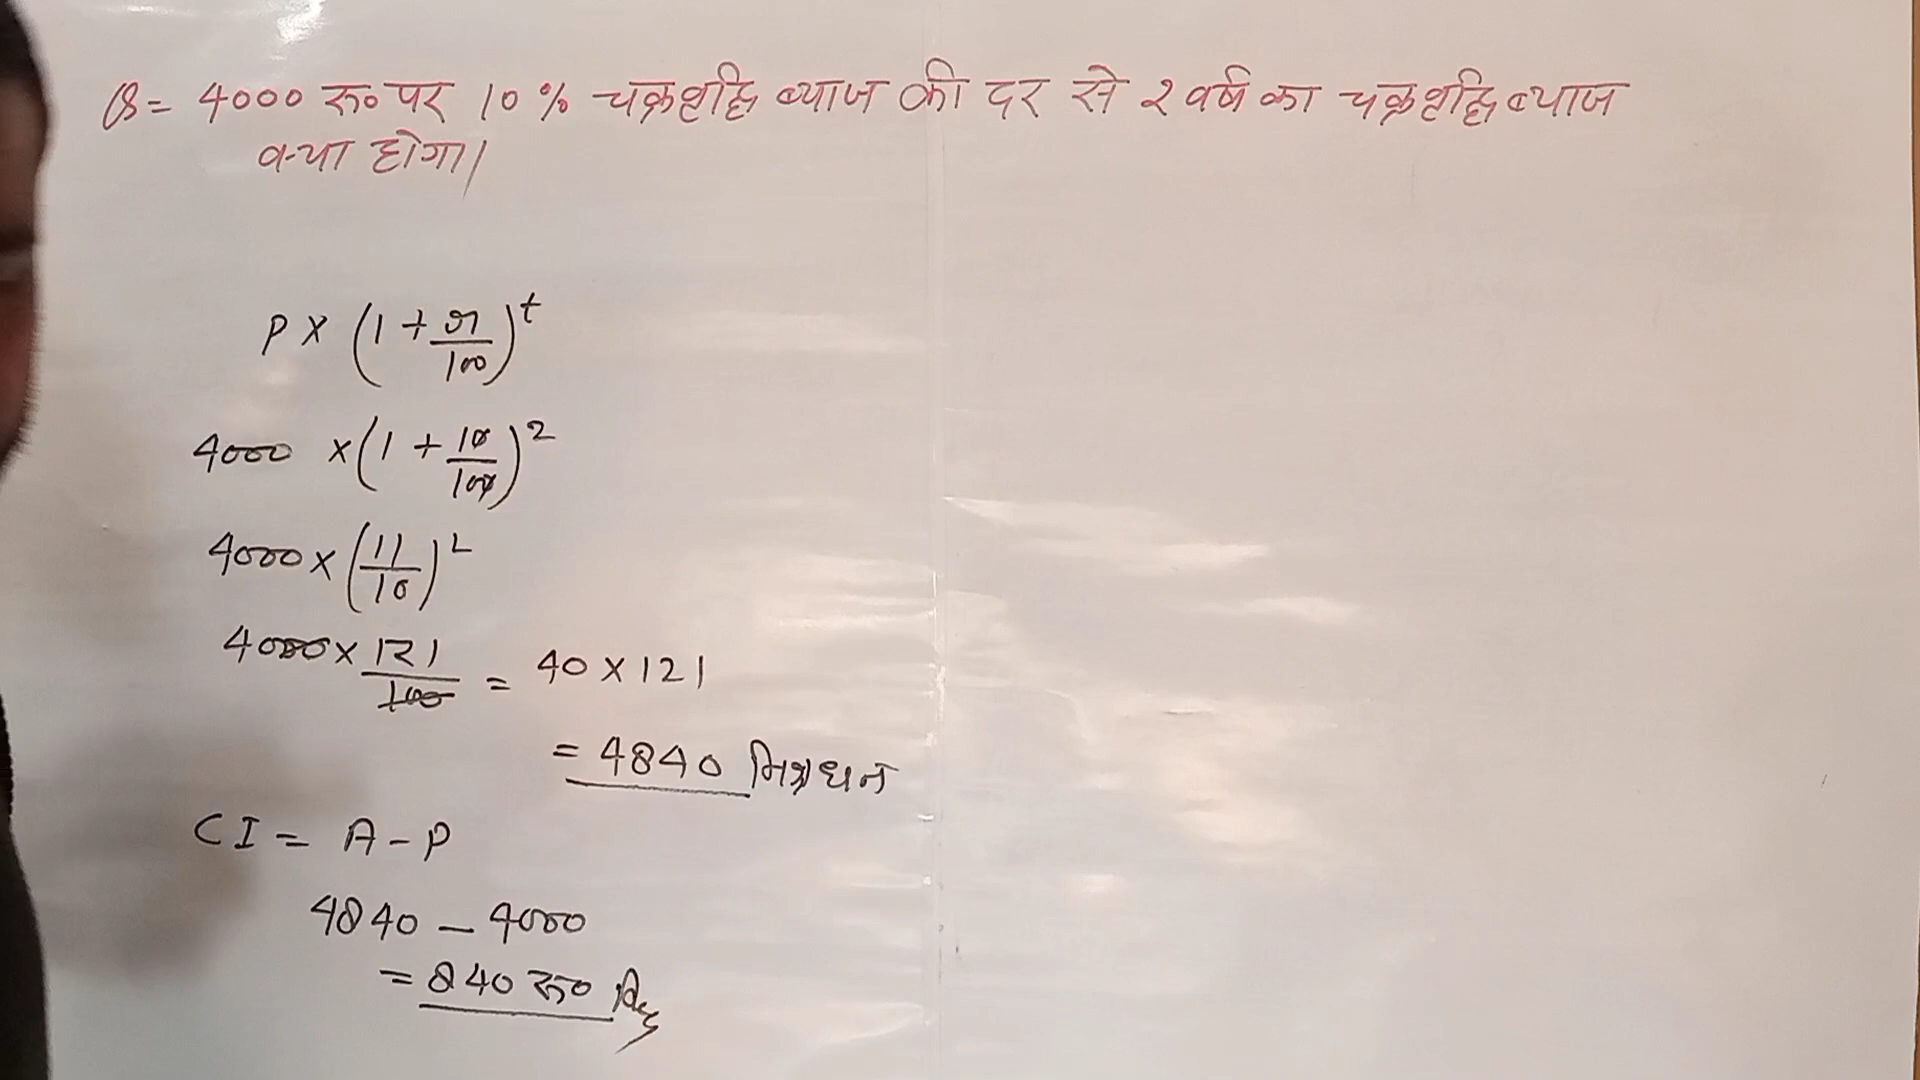 Q = 4000 रू० पर 10 % चक्रवृद्धि ब्याज की दर से 2 वर्ष का चक्रवृद्धि ब्याज
क्या होगा।
P × (1 + r/100)^t
4000 × (1 + 10/100)^2
4000 × (11/10)^2
4000 × 121/100 = 40 × 121
= 4840 मिश्रधन
CI = A - P
4840 - 4000
= 840 रू०